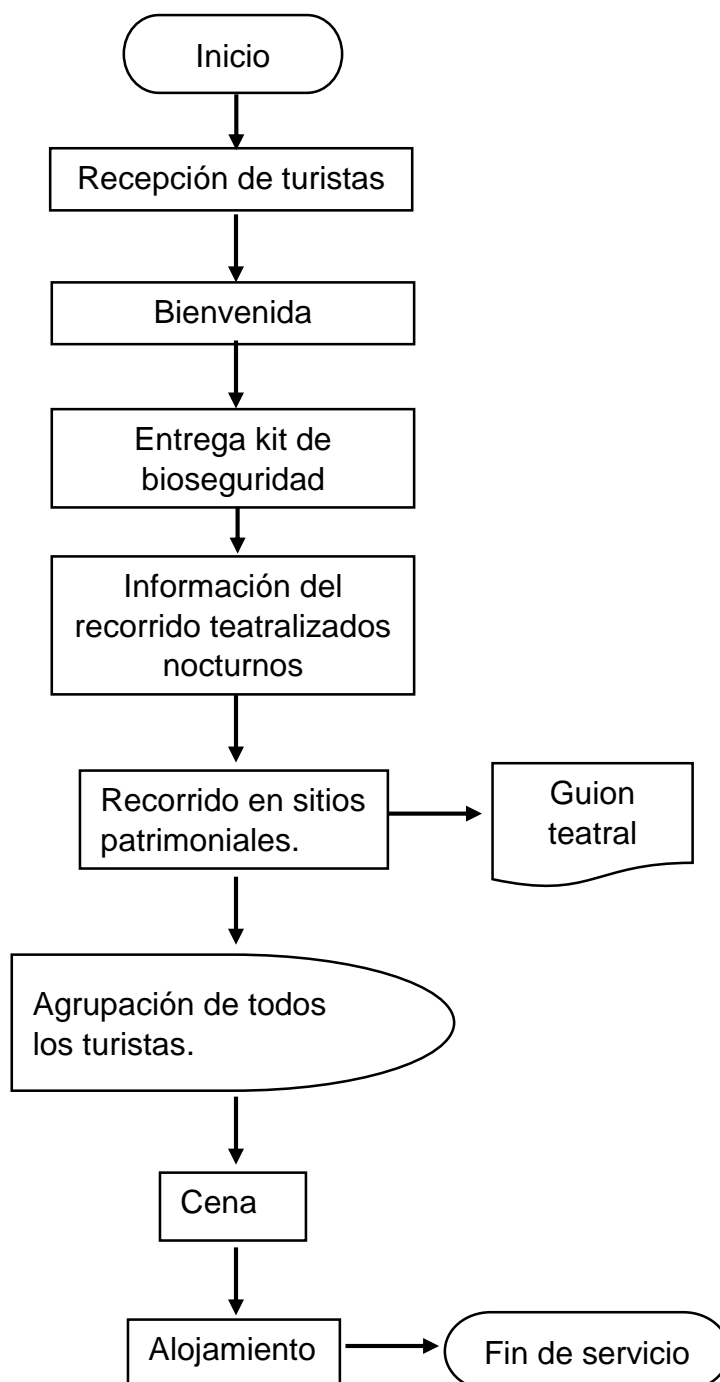 Inicio
Recepción de turistas
Bienvenida
Entrega kit de
bioseguridad
Información del
recorrido teatralizados
nocturnos
Recorrido en sitios
patrimoniales.
Guion
teatral
Agrupación de todos
los turistas.
Cena
Alojamiento
Fin de servicio